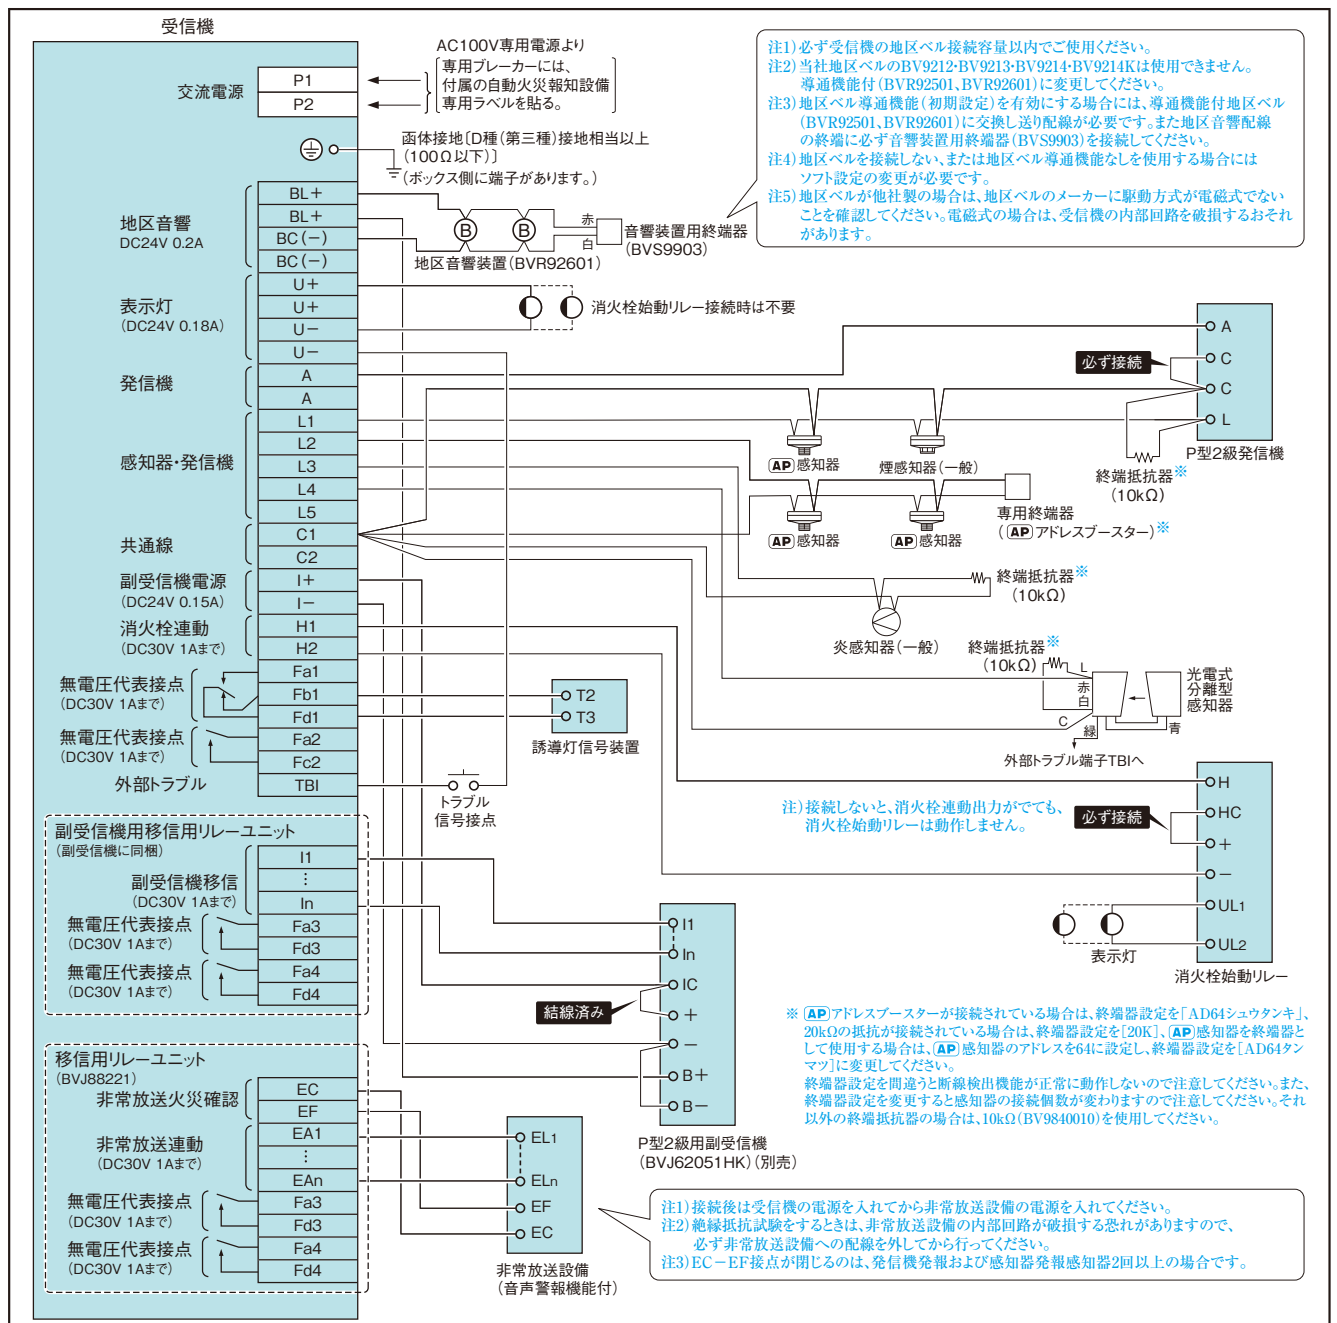 受信機
交流電源
P1
P2
AC100V専用電源より
専用ブレーカーには、
付属の自動火災報知設備
専用ラベルを貼る。
函体接地〔D種(第三種)接地相当以上
(100Ω以下)〕
(ボックス側に端子があります。)
注1)必ず受信機の地区ベル接続容量以内でご使用ください。
注2)当社地区ベルのBV9212・BV9213・BV9214・BV9214Kは使用できません。
導通機能付(BVR92501、BVR92601)に変更してください。
注3)地区ベル導通機能(初期設定)を有効にする場合には、導通機能付地区ベル
(BVR92501、BVR92601)に交換し送り配線が必要です。また地区音響配線
の終端に必ず音響装置用終端器(BVS9903)を接続してください。
注4)地区ベルを接続しない、または地区ベル導通機能なしを使用する場合には
ソフト設定の変更が必要です。
注5)地区ベルが他社製の場合は、地区ベルのメーカーに駆動方式が電磁式でない
ことを確認してください。電磁式の場合は、受信機の内部回路を破損するおそれ
があります。
地区音響
DC24V 0.2A
BL+
BL+
BC(−)
BC(−)
B
B
赤
白
音響装置用終端器
(BVS9903)
地区音響装置(BVR92601)
表示灯
(DC24V 0.18A)
U+
U+
U−
U−
消火栓始動リレー接続時は不要
発信機
A
A
感知器・発信機
L1
L2
L3
L4
L5
共通線
C1
C2
副受信機電源
(DC24V 0.15A)
I+
I−
消火栓連動
(DC30V 1Aまで)
H1
H2
無電圧代表接点
(DC30V 1Aまで)
Fa1
Fb1
Fd1
無電圧代表接点
(DC30V 1Aまで)
Fa2
Fc2
外部トラブル
TBI
A
C
C
L
必ず接続
P型2級発信機
AP感知器
煙感知器(一般)
終端抵抗器※
(10kΩ)
AP感知器
AP感知器
専用終端器
(APアドレスブースター)※
終端抵抗器※
(10kΩ)
炎感知器(一般)
終端抵抗器※
(10kΩ)
L
赤
白
C
緑
青
光電式
分離型
感知器
外部トラブル端子TBIへ
T2
T3
誘導灯信号装置
トラブル
信号接点
注)接続しないと、消火栓連動出力がでても、
消火栓始動リレーは動作しません。
必ず接続
H
HC
+
−
UL1
UL2
表示灯
消火栓始動リレー
副受信機用移信用リレーユニット
(副受信機に同梱)
副受信機移信
(DC30V 1Aまで)
I1
⋮
In
無電圧代表接点
(DC30V 1Aまで)
Fa3
Fd3
無電圧代表接点
(DC30V 1Aまで)
Fa4
Fd4
I1
In
IC
+
−
B+
B−
結線済み
P型2級用副受信機
(BVJ62051HK)(別売)
※APアドレスブースターが接続されている場合は、終端器設定を「AD64シュウタンキ」、
20kΩの抵抗が接続されている場合は、終端器設定を[20K]、AP感知器を終端器と
して使用する場合は、AP感知器のアドレスを64に設定し、終端器設定を[AD64タン
マツ]に変更してください。
終端器設定を間違うと断線検出機能が正常に動作しないので注意してください。また、
終端器設定を変更すると感知器の接続個数が変わりますので注意してください。それ
以外の終端抵抗器の場合は、10kΩ(BV9840010)を使用してください。
移信用リレーユニット
(BVJ88221)
非常放送火災確認
EC
EF
非常放送連動
(DC30V 1Aまで)
EA1
⋮
EAn
無電圧代表接点
(DC30V 1Aまで)
Fa3
Fd3
無電圧代表接点
(DC30V 1Aまで)
Fa4
Fd4
EL1
ELn
EF
EC
非常放送設備
(音声警報機能付)
注1)接続後は受信機の電源を入れてから非常放送設備の電源を入れてください。
注2)絶縁抵抗試験をするときは、非常放送設備の内部回路が破損する恐れがありますので、
必ず非常放送設備への配線を外してから行ってください。
注3)EC−EF接点が閉じるのは、発信機発報および感知器発報感知器2回以上の場合です。